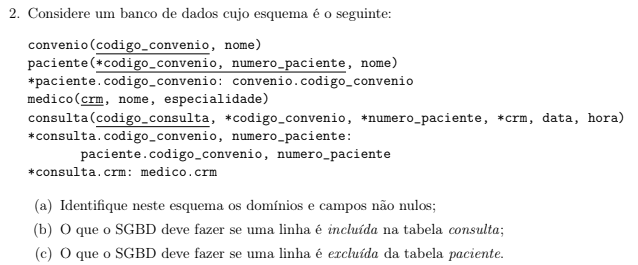 2. Considere um banco de dados cujo esquema é o seguinte:
convenio(codigo_convenio, nome)
paciente(*codigo_convenio, numero_paciente, nome)
*paciente.codigo_convenio: convenio.codigo_convenio
medico(crm, nome, especialidade)
consulta(codigo_consulta, *codigo_convenio, *numero_paciente, *crm, data, hora)
*consulta.codigo_convenio, numero_paciente:
paciente.codigo_convenio, numero_paciente
*consulta.crm: medico.crm
(a) Identifique neste esquema os domínios e campos não nulos;
(b) O que o SGBD deve fazer se uma linha é incluída na tabela consulta;
(c) O que o SGBD deve fazer se uma linha é excluída da tabela paciente.